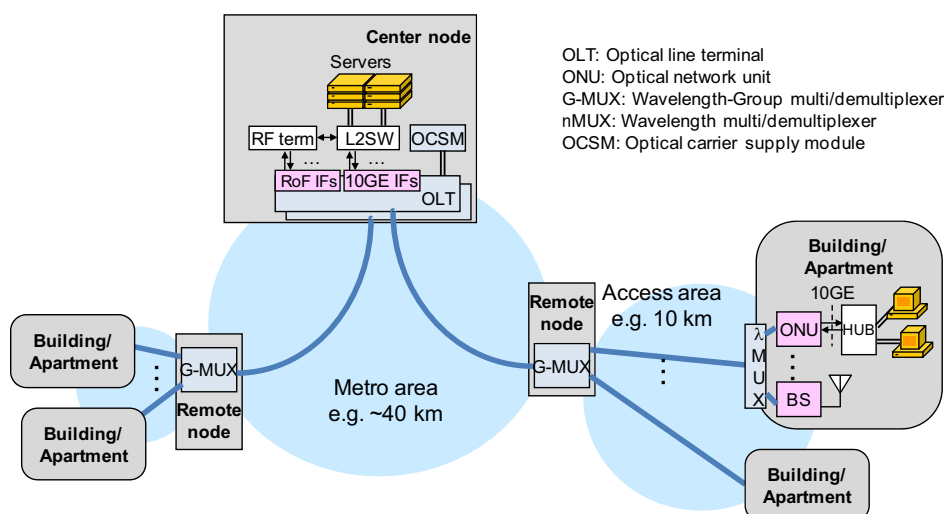 Center node
Servers
RF term
L2SW
OCSM
...
...
RoF IFs
10GE IFs
OLT
OLT: Optical line terminal
ONU: Optical network unit
G-MUX: Wavelength-Group multi/demultiplexer
nMUX: Wavelength multi/demultiplexer
OCSM: Optical carrier supply module
Building/
Apartment
Building/
Apartment
G-MUX
Remote
node
Metro area
e.g. ~40 km
Remote
node
G-MUX
Access area
e.g. 10 km
Building/
Apartment
10GE
λ
M
U
X
ONU
HUB
BS
Building/
Apartment